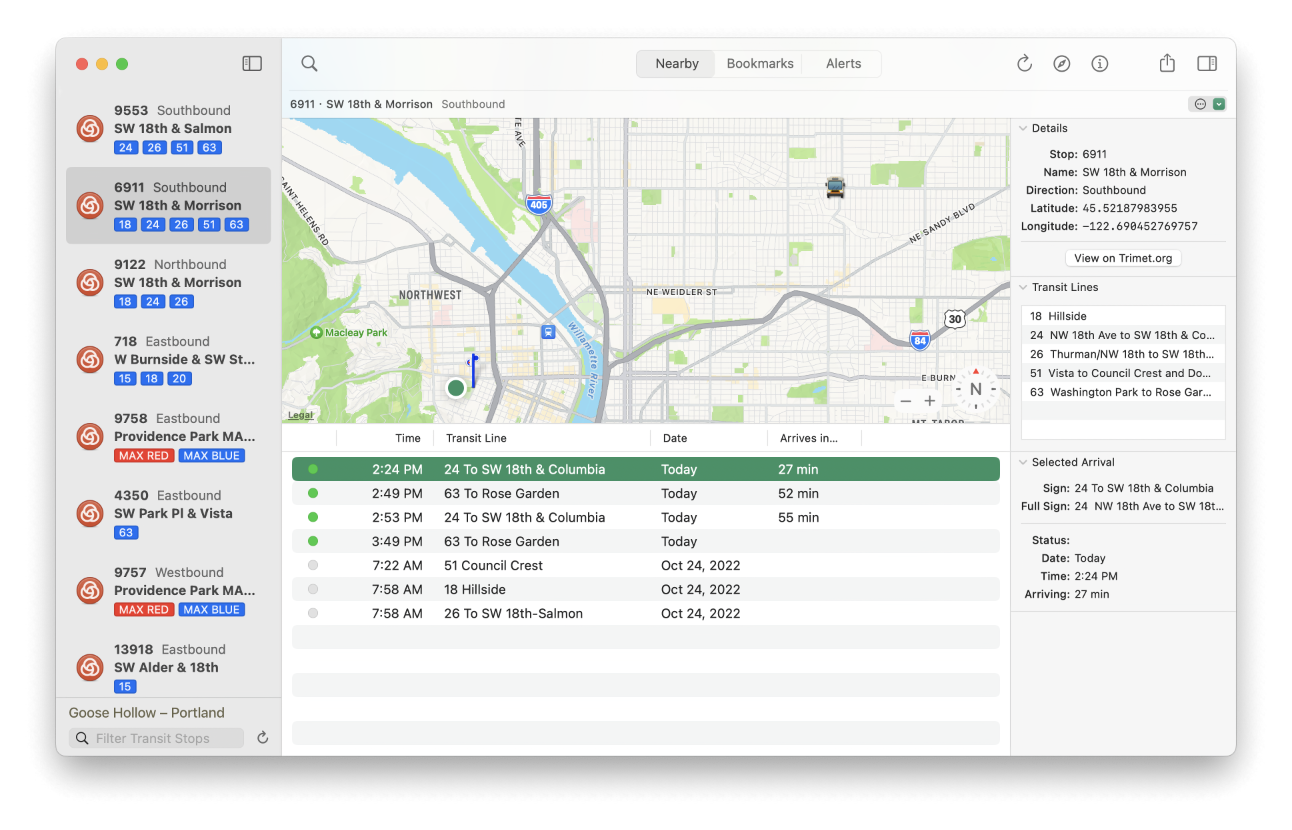 Nearby
Bookmarks
Alerts
9553 Southbound
SW 18th & Salmon
24 26 51 63
6911 Southbound
SW 18th & Morrison
18 24 26 51 63
9122 Northbound
SW 18th & Morrison
18 24 26
718 Eastbound
W Burnside & SW St...
15 18 20
9758 Eastbound
Providence Park MA...
MAX RED MAX BLUE
4350 Eastbound
SW Park Pl & Vista
63
9757 Westbound
Providence Park MA...
MAX RED MAX BLUE
13918 Eastbound
SW Alder & 18th
15
Goose Hollow – Portland
Filter Transit Stops
6911 · SW 18th & Morrison Southbound
FE AVE
SAINT HELENS RD
405
NE SANDY BLVD
NORTHWEST
NE WEIDLER ST
30
84
Macleay Park
Willamette River
E BURN
N
Legal
MT. TABOR
Time Transit Line Date Arrives in...
2:24 PM 24 To SW 18th & Columbia Today 27 min
2:49 PM 63 To Rose Garden Today 52 min
2:53 PM 24 To SW 18th & Columbia Today 55 min
3:49 PM 63 To Rose Garden Today
7:22 AM 51 Council Crest Oct 24, 2022
7:58 AM 18 Hillside Oct 24, 2022
7:58 AM 26 To SW 18th-Salmon Oct 24, 2022
Details
Stop: 6911
Name: SW 18th & Morrison
Direction: Southbound
Latitude: 45.52187983955
Longitude: −122.690452769757
View on Trimet.org
Transit Lines
18 Hillside
24 NW 18th Ave to SW 18th & Co...
26 Thurman/NW 18th to SW 18th...
51 Vista to Council Crest and Do...
63 Washington Park to Rose Gar...
Selected Arrival
Sign: 24 To SW 18th & Columbia
Full Sign: 24 NW 18th Ave to SW 18t...
Status:
Date: Today
Time: 2:24 PM
Arriving: 27 min